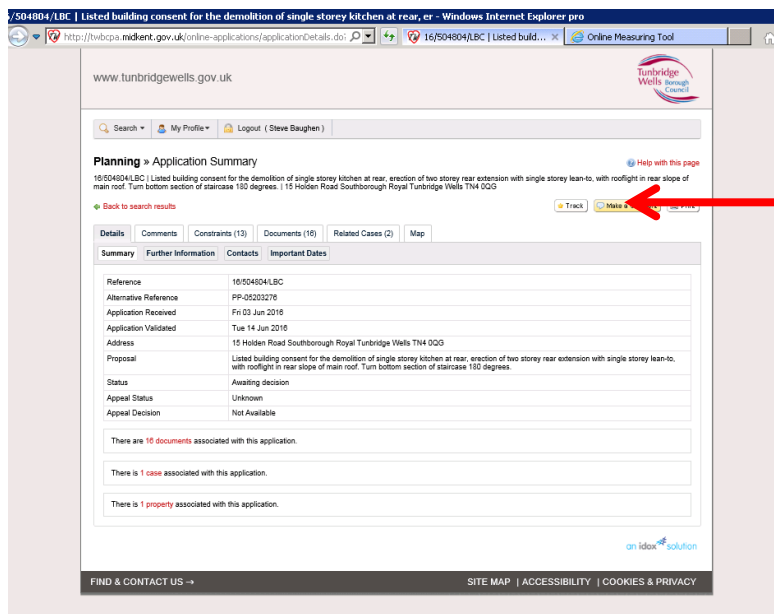 /504804/LBC | Listed building consent for the demolition of single storey kitchen at rear, er - Windows Internet Explorer pro
http://twbcpa.midkent.gov.uk/online-applications/applicationDetails.do? 16/504804/LBC | Listed build... Online Measuring Tool
www.tunbridgewells.gov.uk
Tunbridge
Wells Borough
Council
Search My Profile Logout ( Steve Baughen )
Planning » Application Summary
Help with this page
16/504804/LBC | Listed building consent for the demolition of single storey kitchen at rear, erection of two storey rear extension with single storey lean-to, with rooflight in rear slope of
main roof. Turn bottom section of staircase 180 degrees. | 15 Holden Road Southborough Royal Tunbridge Wells TN4 0QG
Back to search results Track Make a
Details Comments Constraints (13) Documents (16) Related Cases (2) Map
Summary Further Information Contacts Important Dates
Reference 16/504804/LBC
Alternative Reference PP-05203276
Application Received Fri 03 Jun 2016
Application Validated Tue 14 Jun 2016
Address 15 Holden Road Southborough Royal Tunbridge Wells TN4 0QG
Proposal Listed building consent for the demolition of single storey kitchen at rear, erection of two storey rear extension with single storey lean-to,
with rooflight in rear slope of main roof. Turn bottom section of staircase 180 degrees.
Status Awaiting decision
Appeal Status Unknown
Appeal Decision Not Available
There are 16 documents associated with this application.
There is 1 case associated with this application.
There is 1 property associated with this application.
an idox solution
FIND & CONTACT US → SITE MAP | ACCESSIBILITY | COOKIES & PRIVACY